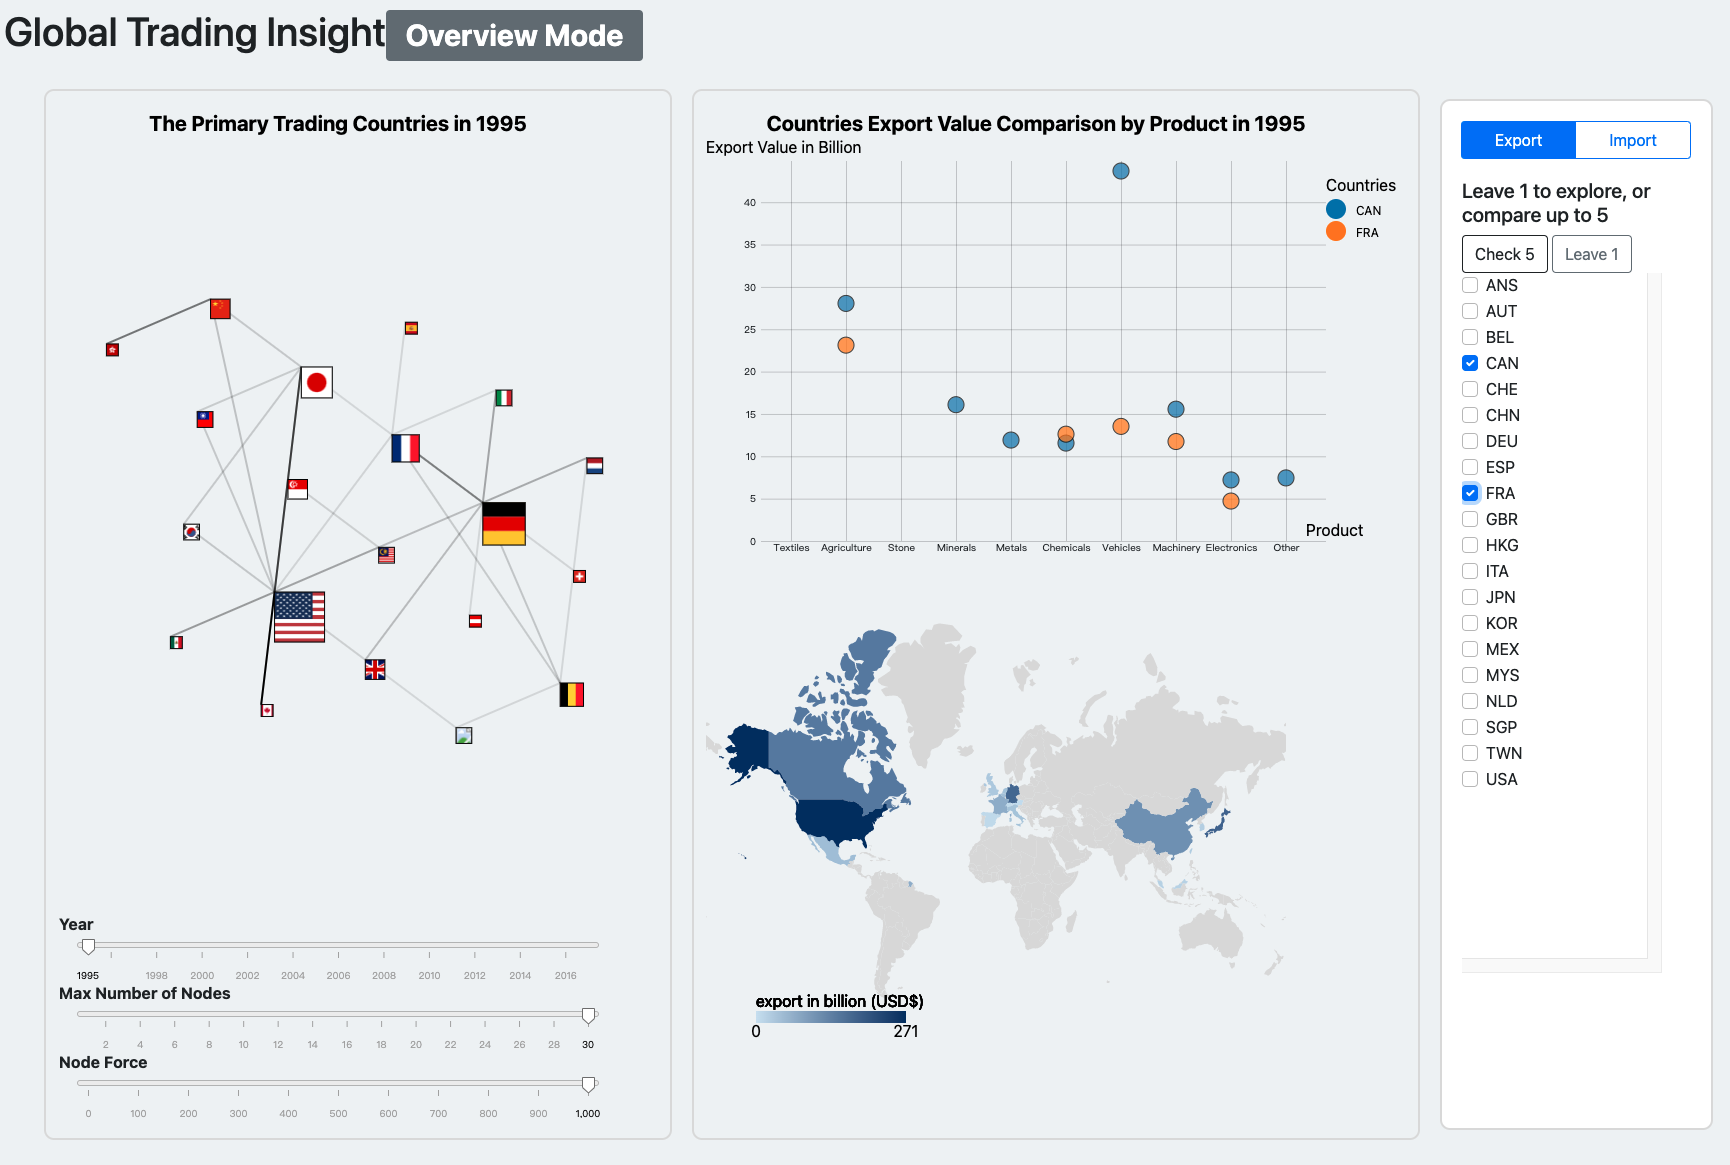 Global Trading Insight Overview Mode
The Primary Trading Countries in 1995
Year
1995 1998 2000 2002 2004 2006 2008 2010 2012 2014 2016
Max Number of Nodes
2 4 6 8 10 12 14 16 18 20 22 24 26 28 30
Node Force
0 100 200 300 400 500 600 700 800 900 1,000
Countries Export Value Comparison by Product in 1995
Export Value in Billion
40
35
30
25
20
15
10
5
0
Textiles Agriculture Stone Minerals Metals Chemicals Vehicles Machinery Electronics Other
Product
Countries
CAN
FRA
export in billion (USD$)
0 271
Export Import
Leave 1 to explore, or
compare up to 5
Check 5 Leave 1
ANS
AUT
BEL
CAN
CHE
CHN
DEU
ESP
FRA
GBR
HKG
ITA
JPN
KOR
MEX
MYS
NLD
SGP
TWN
USA